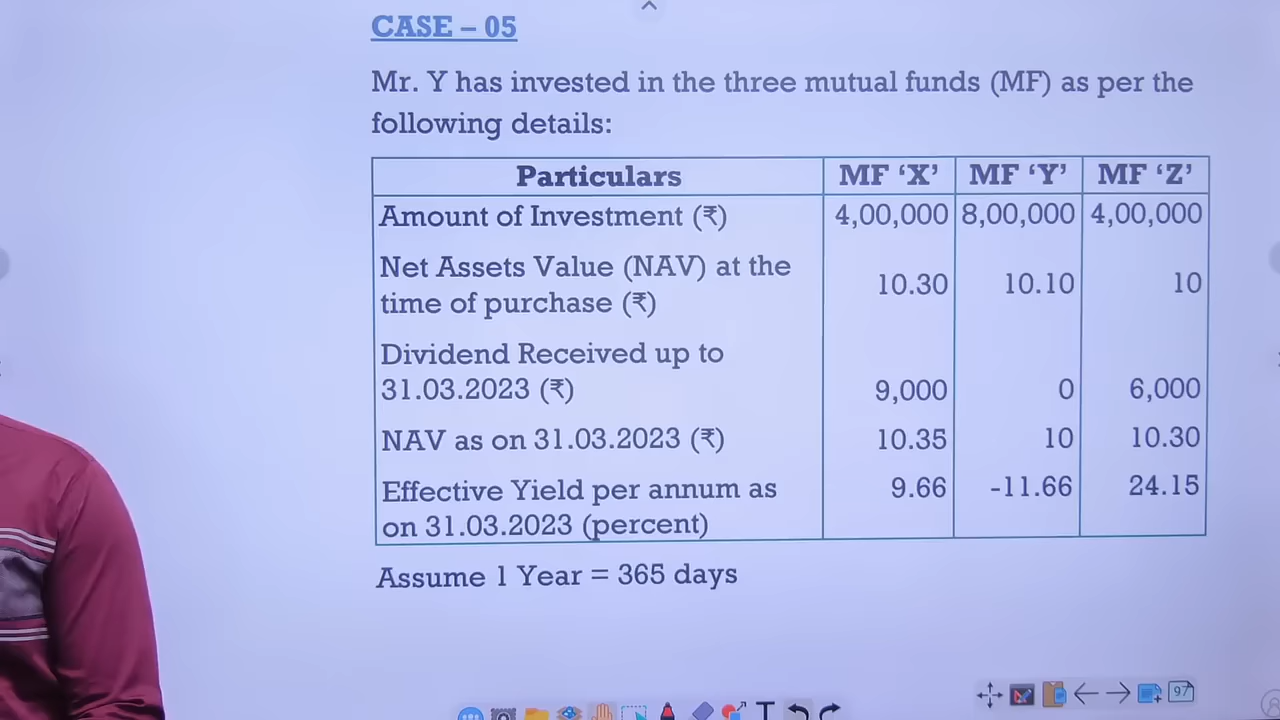 CASE – 05
Mr. Y has invested in the three mutual funds (MF) as per the
following details:
Particulars MF ‘X’ MF ‘Y’ MF ‘Z’
Amount of Investment (₹) 4,00,000 8,00,000 4,00,000
Net Assets Value (NAV) at the
time of purchase (₹) 10.30 10.10 10
Dividend Received up to
31.03.2023 (₹) 9,000 0 6,000
NAV as on 31.03.2023 (₹) 10.35 10 10.30
Effective Yield per annum as
on 31.03.2023 (percent) 9.66 -11.66 24.15
Assume 1 Year = 365 days
97